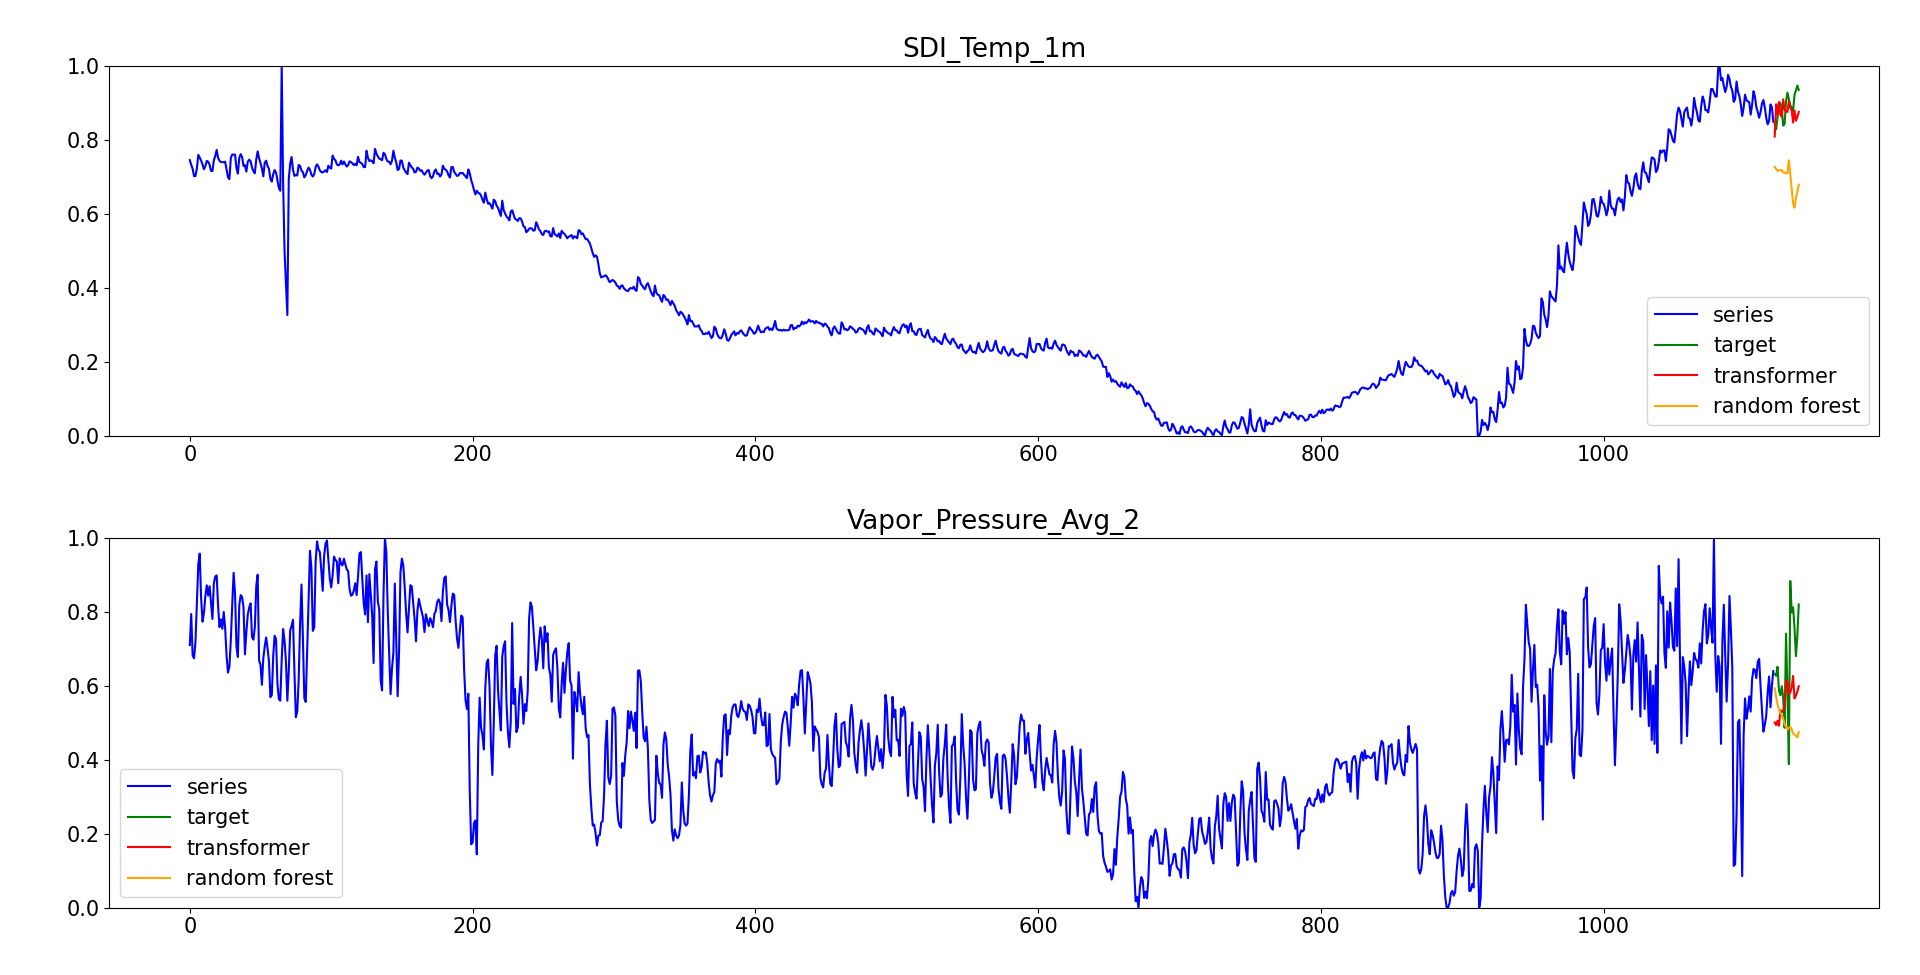 SDI_Temp_1m
1.0
0.8
0.6
0.4
0.2
0.0
0 200 400 600 800 1000
series
target
transformer
random forest
Vapor_Pressure_Avg_2
1.0
0.8
0.6
0.4
0.2
0.0
0 200 400 600 800 1000
series
target
transformer
random forest